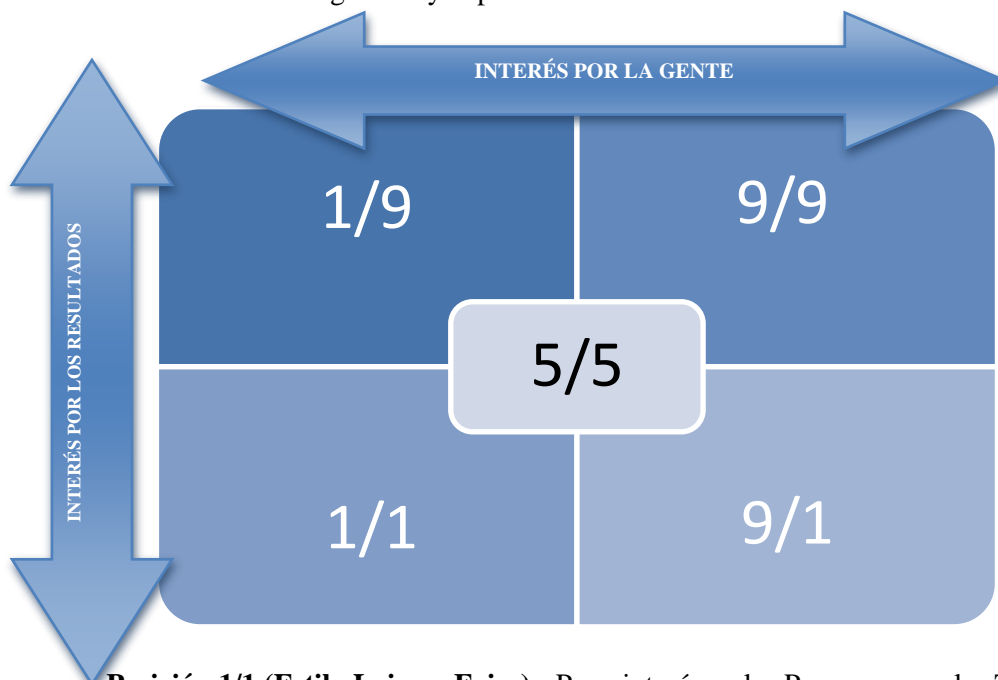 INTERÉS POR LA GENTE
INTERÉS POR LOS RESULTADOS
1/9 9/9
5/5
1/1 9/1